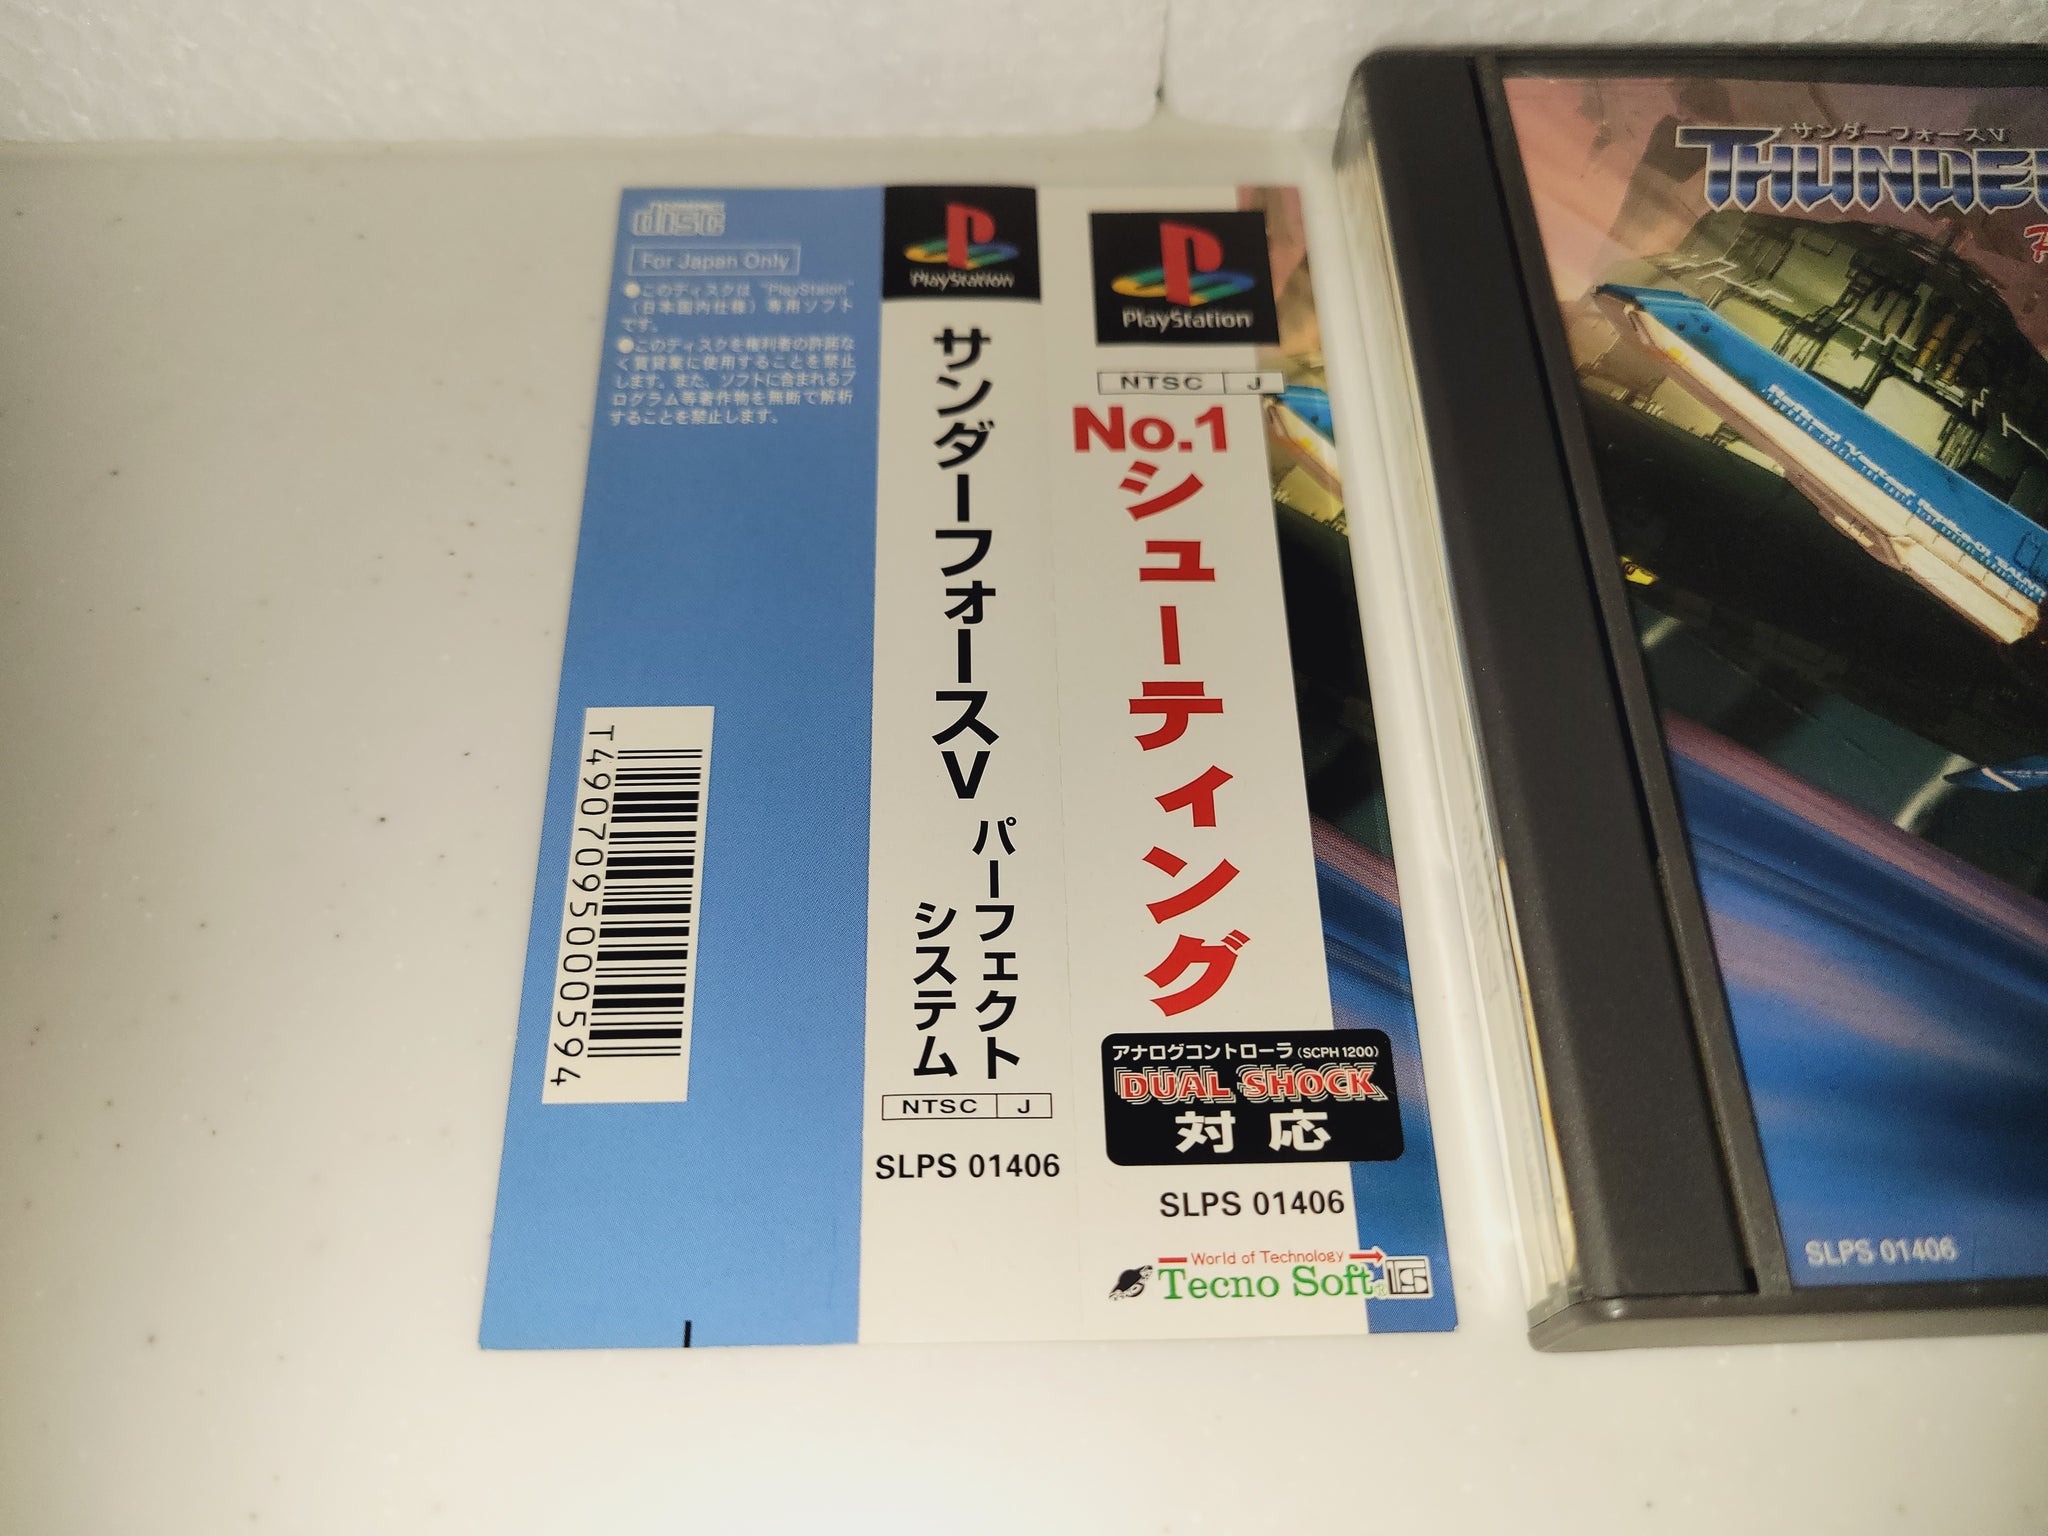 disc
For Japan Only
●このディスクは"PlayStation"
（日本国内仕様）専用ソフト
です。
●このディスクを権利者の許諾な
く賃貸業に使用することを禁止
します。また、ソフトに含まれるプ
ログラム等著作物を無断で解析
することを禁止します。
T4907095000594
PlayStation
サンダーフォースV
パーフェクト
システム
NTSC J
SLPS 01406
PlayStation
NTSC J
No.1
シューティング
アナログコントローラ(SCPH 1200)
DUAL SHOCK
対応
SLPS 01406
World of Technology
Tecno Soft
サンダーフォースV
THUNDE
SLPS 01406